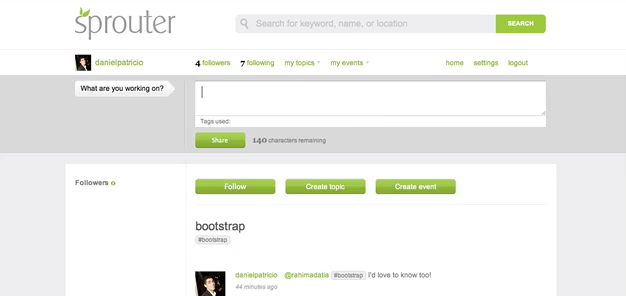 sprouter
Search for keyword, name, or location
SEARCH
danielpatricio
4 followers 7 following my topics my events home settings logout
What are you working on?
Tags used:
Share 140 characters remaining
Followers 0
Follow Create topic Create event
bootstrap
#bootstrap
danielpatricio @rahimadatia #bootstrap I'd love to know too!
44 minutes ago